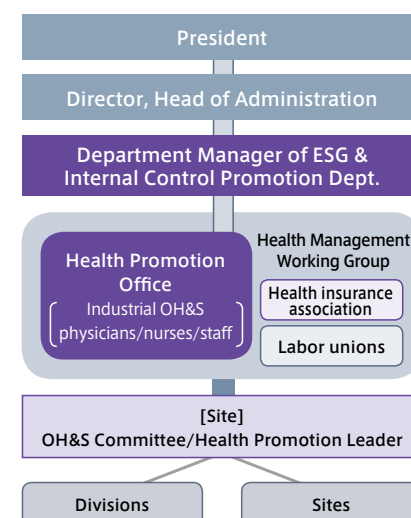 President
Director, Head of Administration
Department Manager of ESG &
Internal Control Promotion Dept.
Health Promotion
Office
Industrial OH&S
physicians/nurses/staff
Health Management
Working Group
Health insurance
association
Labor unions
[Site]
OH&S Committee/Health Promotion Leader
Divisions
Sites